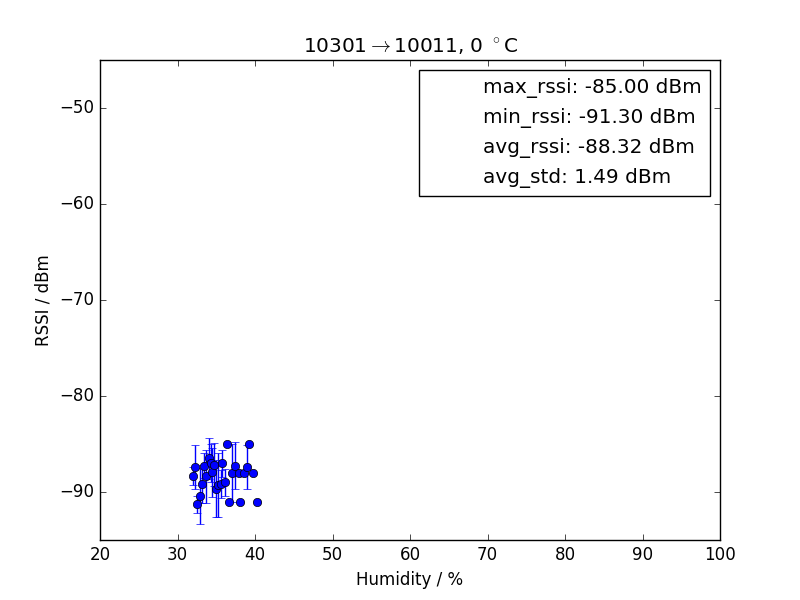 10301→10011, 0 °C
max_rssi: -85.00 dBm
min_rssi: -91.30 dBm
avg_rssi: -88.32 dBm
avg_std: 1.49 dBm
RSSI / dBm
−50
−60
−70
−80
−90
20 30 40 50 60 70 80 90 100
Humidity / %